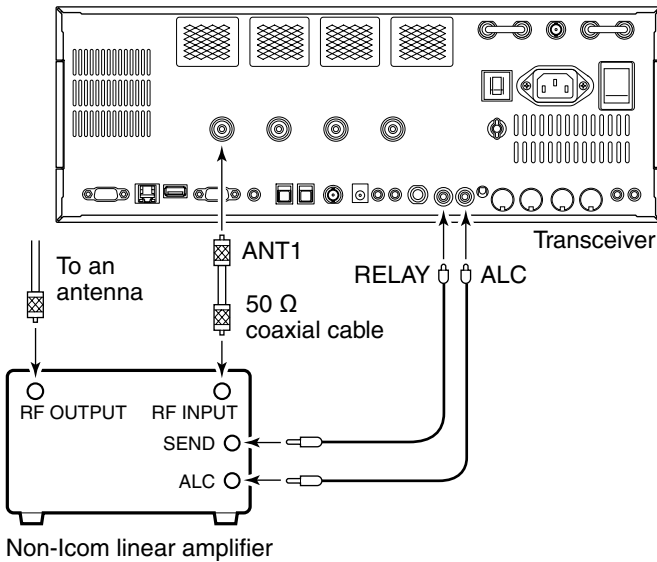 Transceiver
ANT1
RELAY
ALC
To an
antenna
50 Ω
coaxial cable
RF OUTPUT
RF INPUT
SEND
ALC
Non-Icom linear amplifier